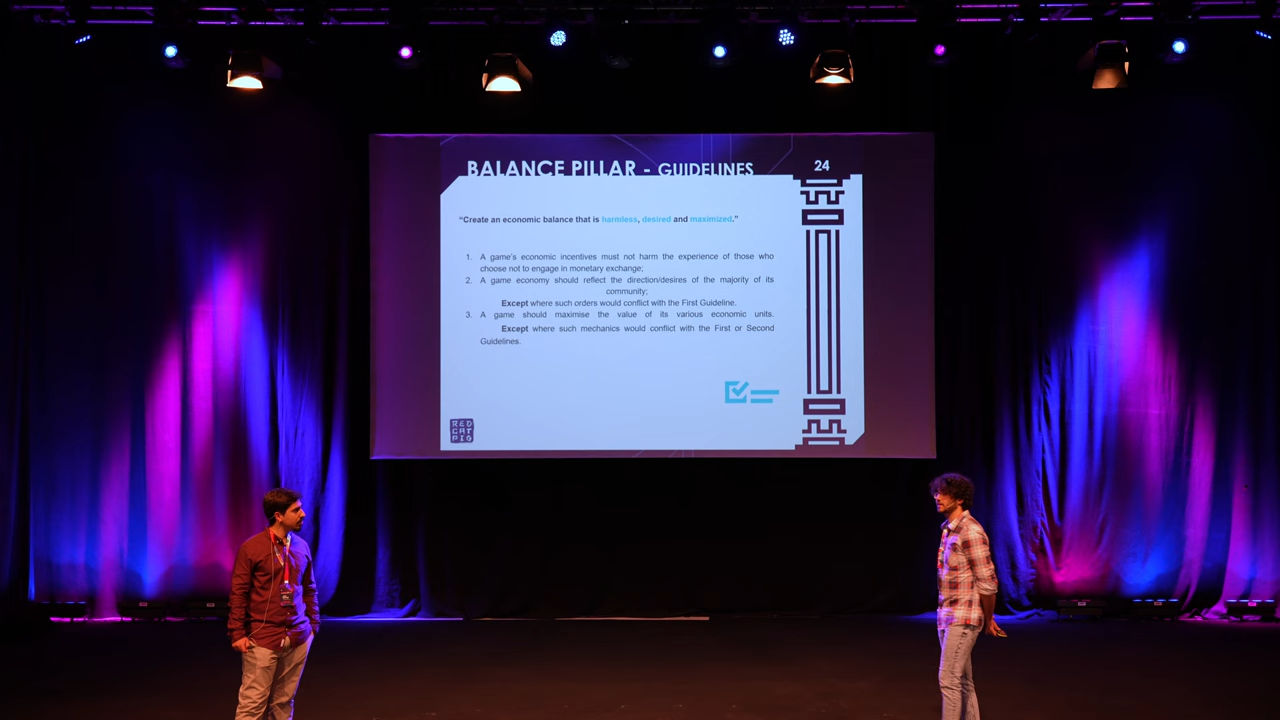 BALANCE PILLAR - GUIDELINES
24
“Create an economic balance that is harmless, desired and maximized.”
1. A game's economic incentives must not harm the experience of those who
choose not to engage in monetary exchange;
2. A game economy should reflect the direction/desires of the majority of its
community;
Except where such orders would conflict with the First Guideline.
3. A game should maximise the value of its various economic units.
Except where such mechanics would conflict with the First or Second
Guidelines.
RED
CAT
PIG